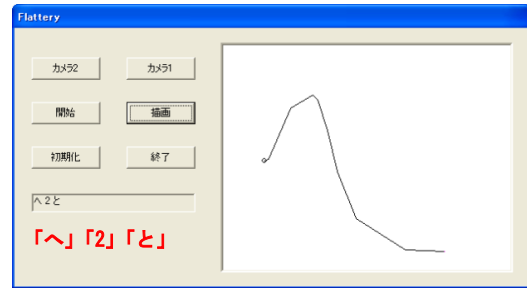 Flattery
カメラ2 カメラ1
開始 描画
初期化 終了
へ2と
「へ」「2」「と」